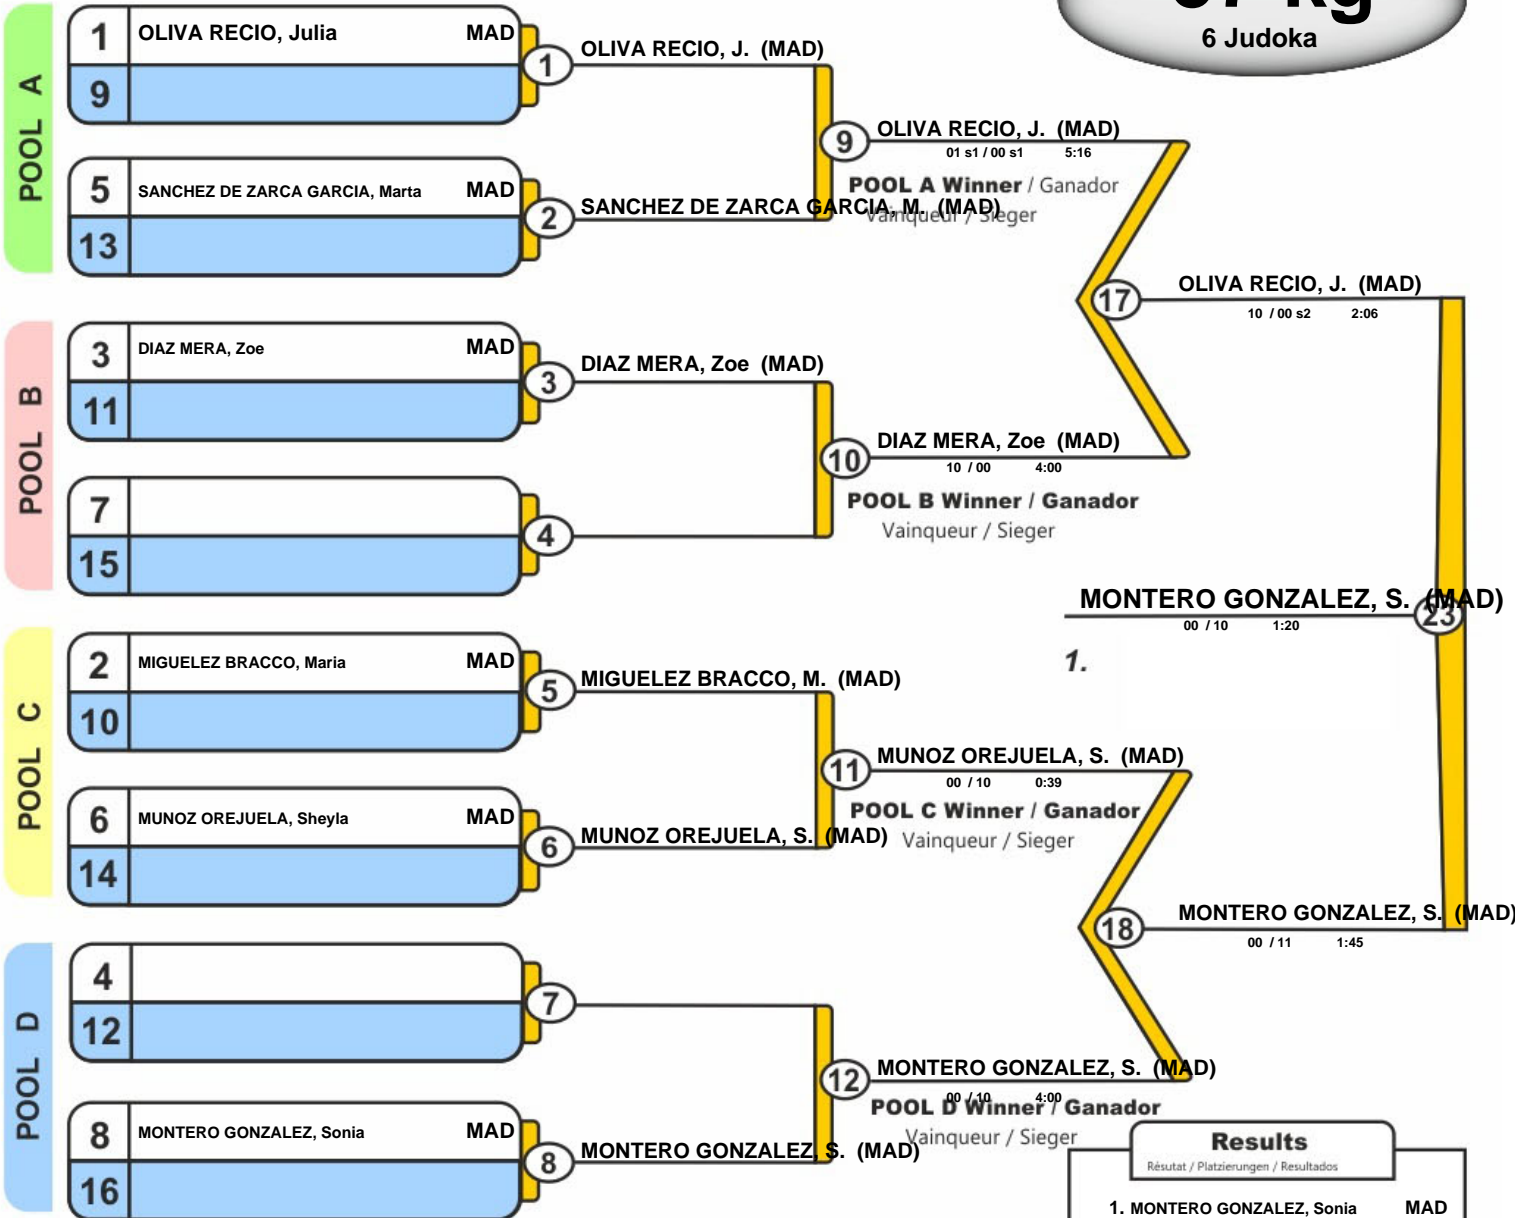 6 Judoka
POOL A
1 OLIVA RECIO, Julia MAD
9
1 OLIVA RECIO, J. (MAD)
5 SANCHEZ DE ZARCA GARCIA, Marta MAD
13
2 SANCHEZ DE ZARCA GARCIA, M. (MAD)
9 OLIVA RECIO, J. (MAD)
01 s1 / 00 s1 5:16
POOL A Winner / Ganador
Vainqueur / Sieger
POOL B
3 DIAZ MERA, Zoe MAD
11
3 DIAZ MERA, Zoe (MAD)
7
15
4
10 DIAZ MERA, Zoe (MAD)
10 / 00 4:00
POOL B Winner / Ganador
Vainqueur / Sieger
17 OLIVA RECIO, J. (MAD)
10 / 00 s2 2:06
MONTERO GONZALEZ, S. (MAD)
23
00 / 10 1:20
1.
POOL C
2 MIGUELEZ BRACCO, Maria MAD
10
5 MIGUELEZ BRACCO, M. (MAD)
6 MUNOZ OREJUELA, Sheyla MAD
14
6 MUNOZ OREJUELA, S. (MAD)
11 MUNOZ OREJUELA, S. (MAD)
00 / 10 0:39
POOL C Winner / Ganador
Vainqueur / Sieger
18 MONTERO GONZALEZ, S. (MAD)
00 / 11 1:45
POOL D
4
12
7
8 MONTERO GONZALEZ, Sonia MAD
16
8 MONTERO GONZALEZ, S. (MAD)
12 MONTERO GONZALEZ, S. (MAD)
00 / 10 4:00
POOL D Winner / Ganador
Vainqueur / Sieger
Results
Résutat / Platzierungen / Resultados
1. MONTERO GONZALEZ, Sonia MAD